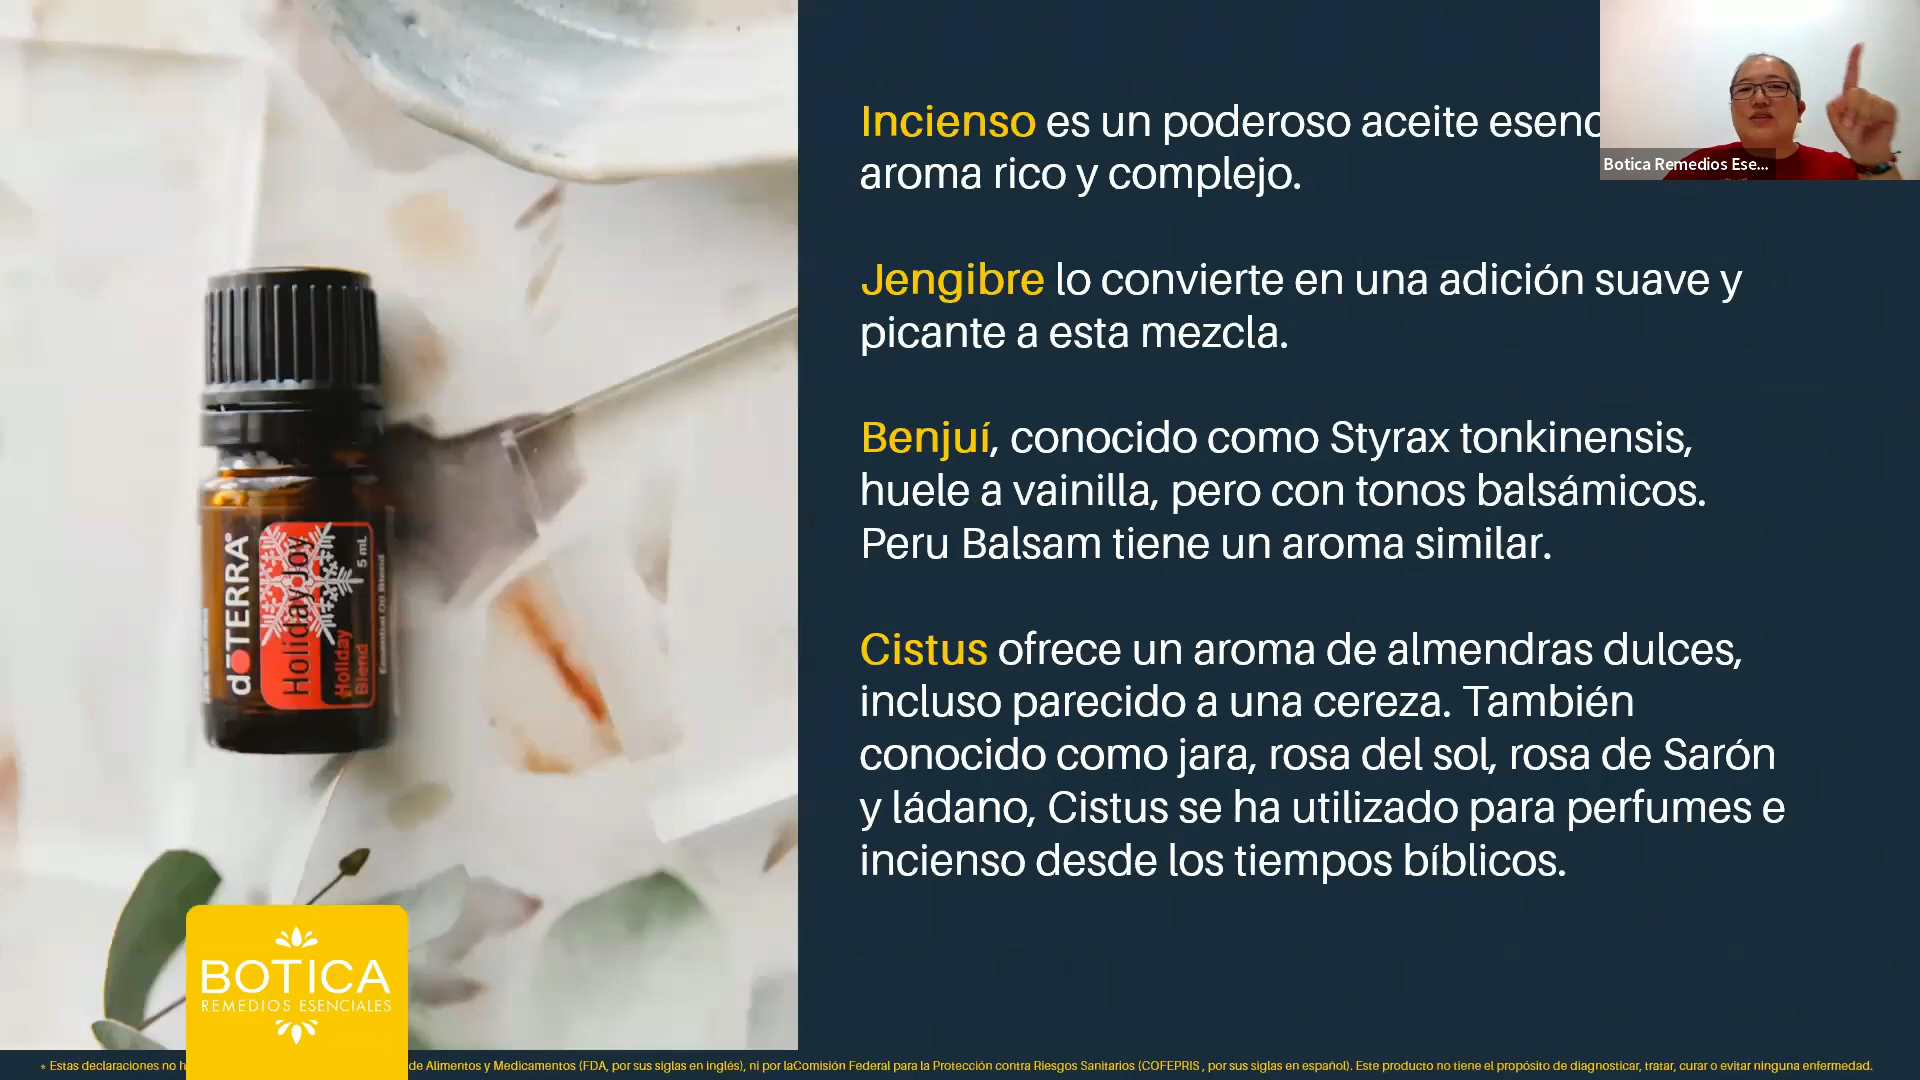 Incienso es un poderoso aceite esenc
aroma rico y complejo.
Jengibre lo convierte en una adición suave y
picante a esta mezcla.
Benjuí, conocido como Styrax tonkinensis,
huele a vainilla, pero con tonos balsámicos.
Peru Balsam tiene un aroma similar.
Cistus ofrece un aroma de almendras dulces,
incluso parecido a una cereza. También
conocido como jara, rosa del sol, rosa de Sarón
y ládano, Cistus se ha utilizado para perfumes e
incienso desde los tiempos bíblicos.
Botica Remedios Ese...
dōTERRA
Holiday Joy
Holiday
Blend
5 mL
Essential Oil Blend
BOTICA
REMEDIOS ESENCIALES
* Estas declaraciones no h
de Alimentos y Medicamentos (FDA, por sus siglas en inglés), ni por laComisión Federal para la Protección contra Riesgos Sanitarios (COFEPRIS , por sus siglas en español). Este producto no tiene el propósito de diagnosticar, tratar, curar o evitar ninguna enfermedad.